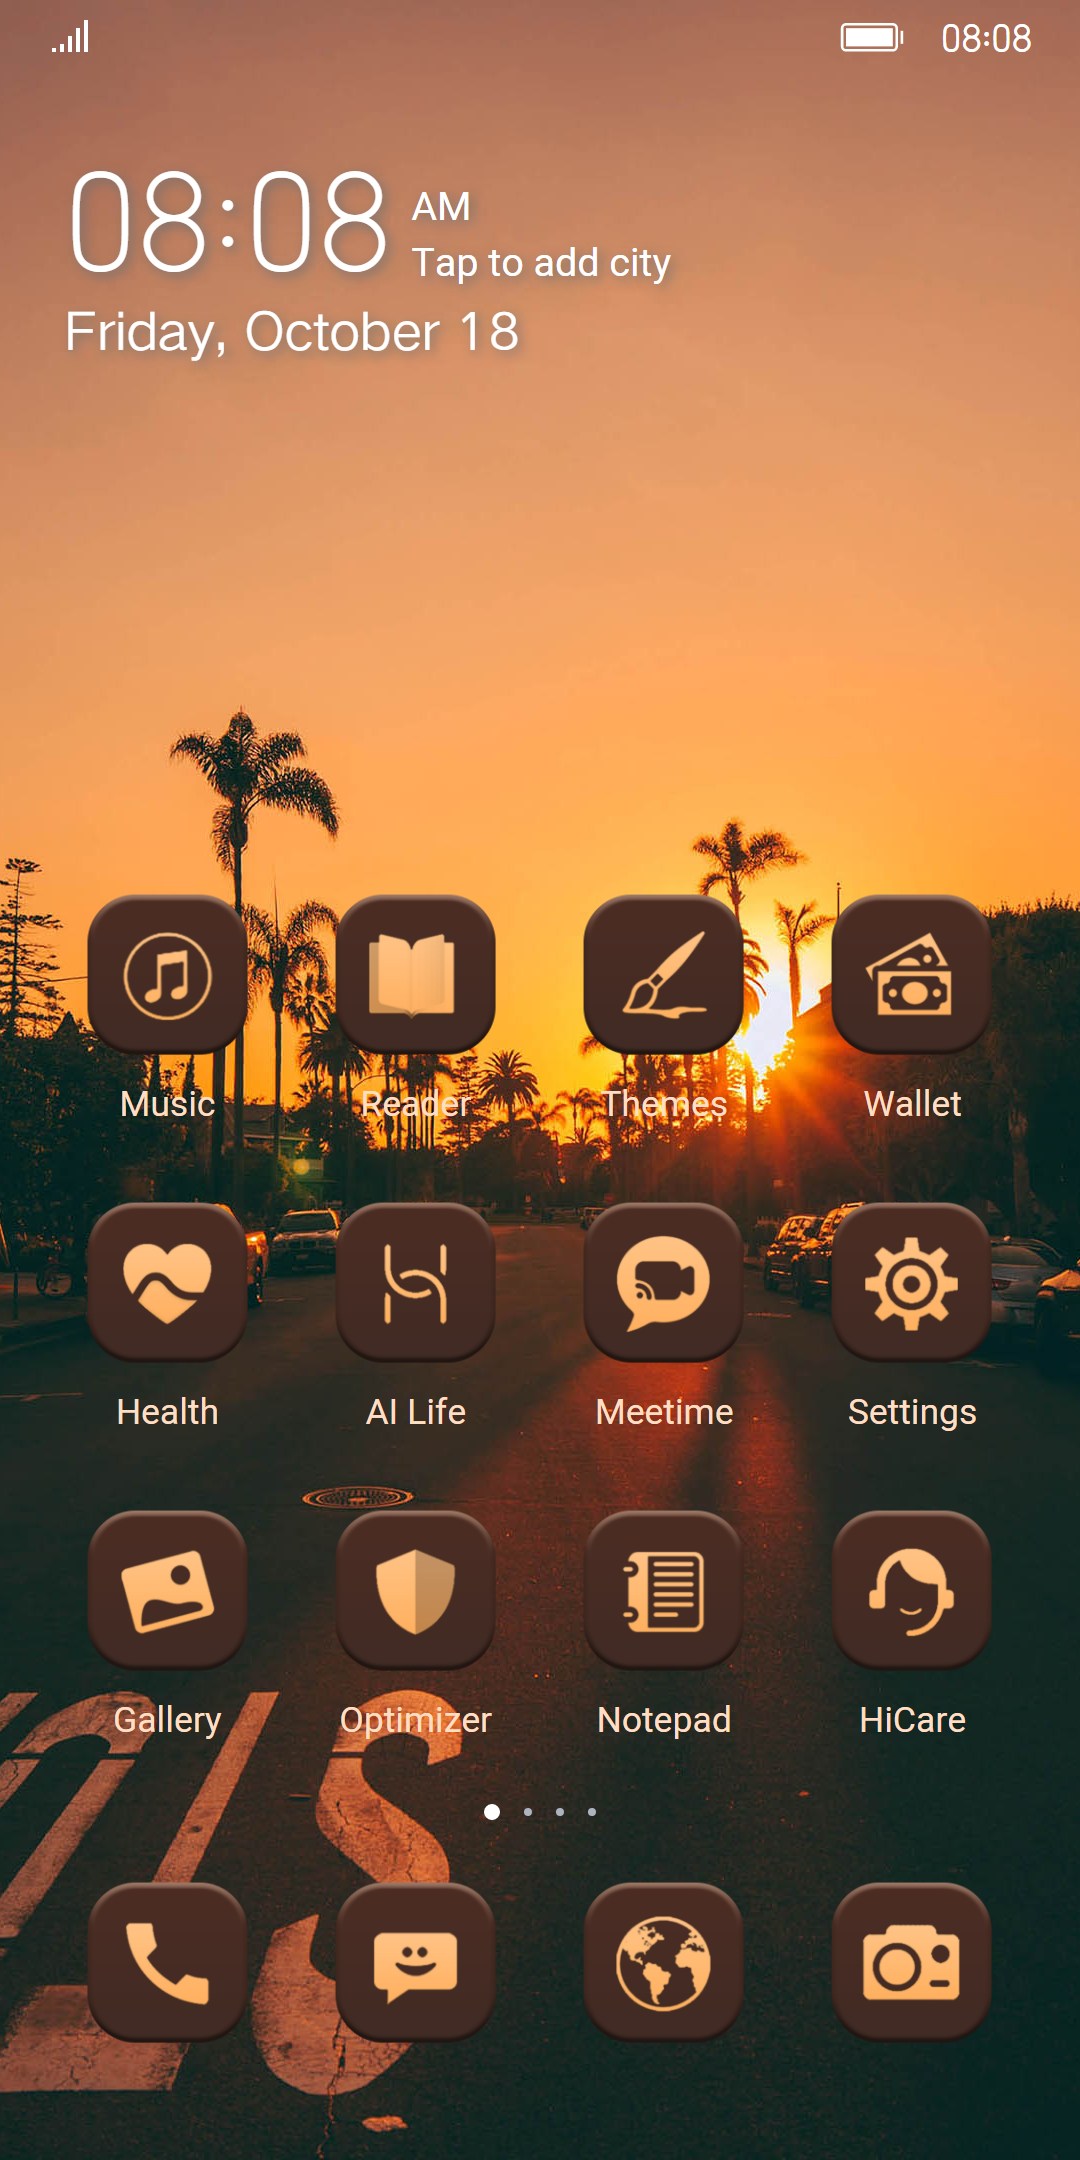 08:08
08:08 AM
Tap to add city
Friday, October 18
Music Reader Themes Wallet
Health AI Life Meetime Settings
Gallery Optimizer Notepad HiCare